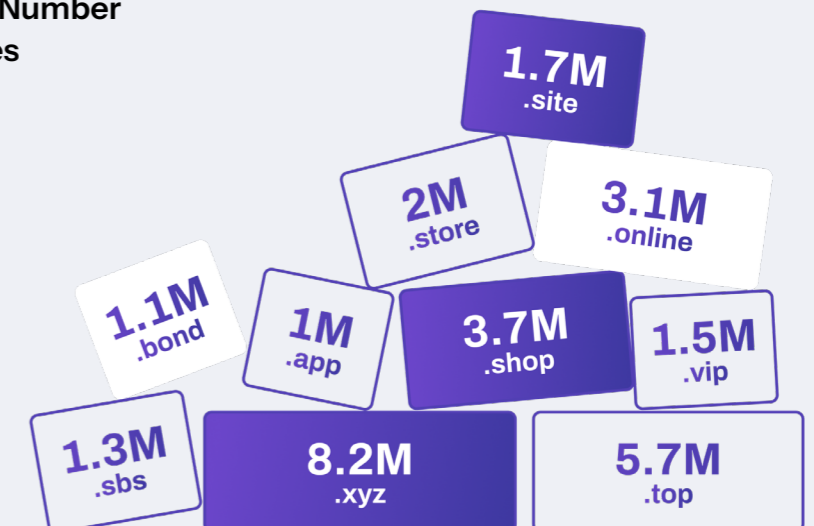 Number
es
1.7M
.site
2M
.store
3.1M
.online
1.1M
.bond
1M
.app
3.7M
.shop
1.5M
.vip
1.3M
.sbs
8.2M
.xyz
5.7M
.top